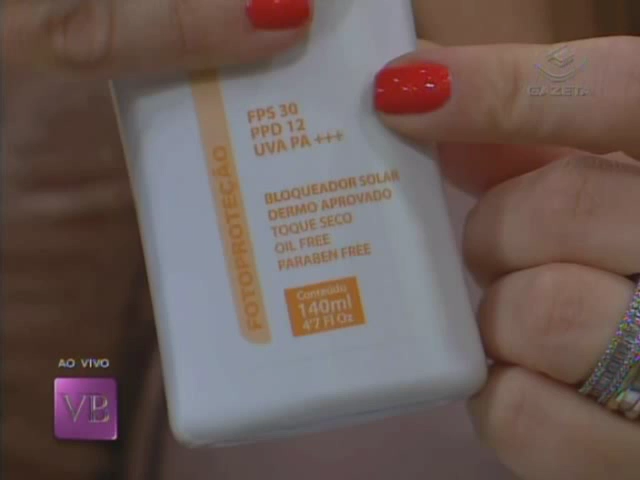 GAZETA
FPS 30
PPD 12
UVA PA +++
FOTOPROTEÇÃO
BLOQUEADOR SOLAR
DERMO APROVADO
TOQUE SECO
OIL FREE
PARABEN FREE
Conteúdo
140ml
4'7 Fl Oz
AO VIVO
VB